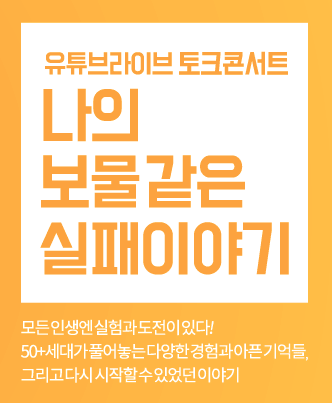 유튜브라이브 토크콘서트
나의
보물 같은
실패이야기
모든 인생엔 실험과 도전이 있다!
50+세대가 풀어놓는 다양한 경험과 아픈 기억들,
그리고 다시 시작할 수 있었던 이야기